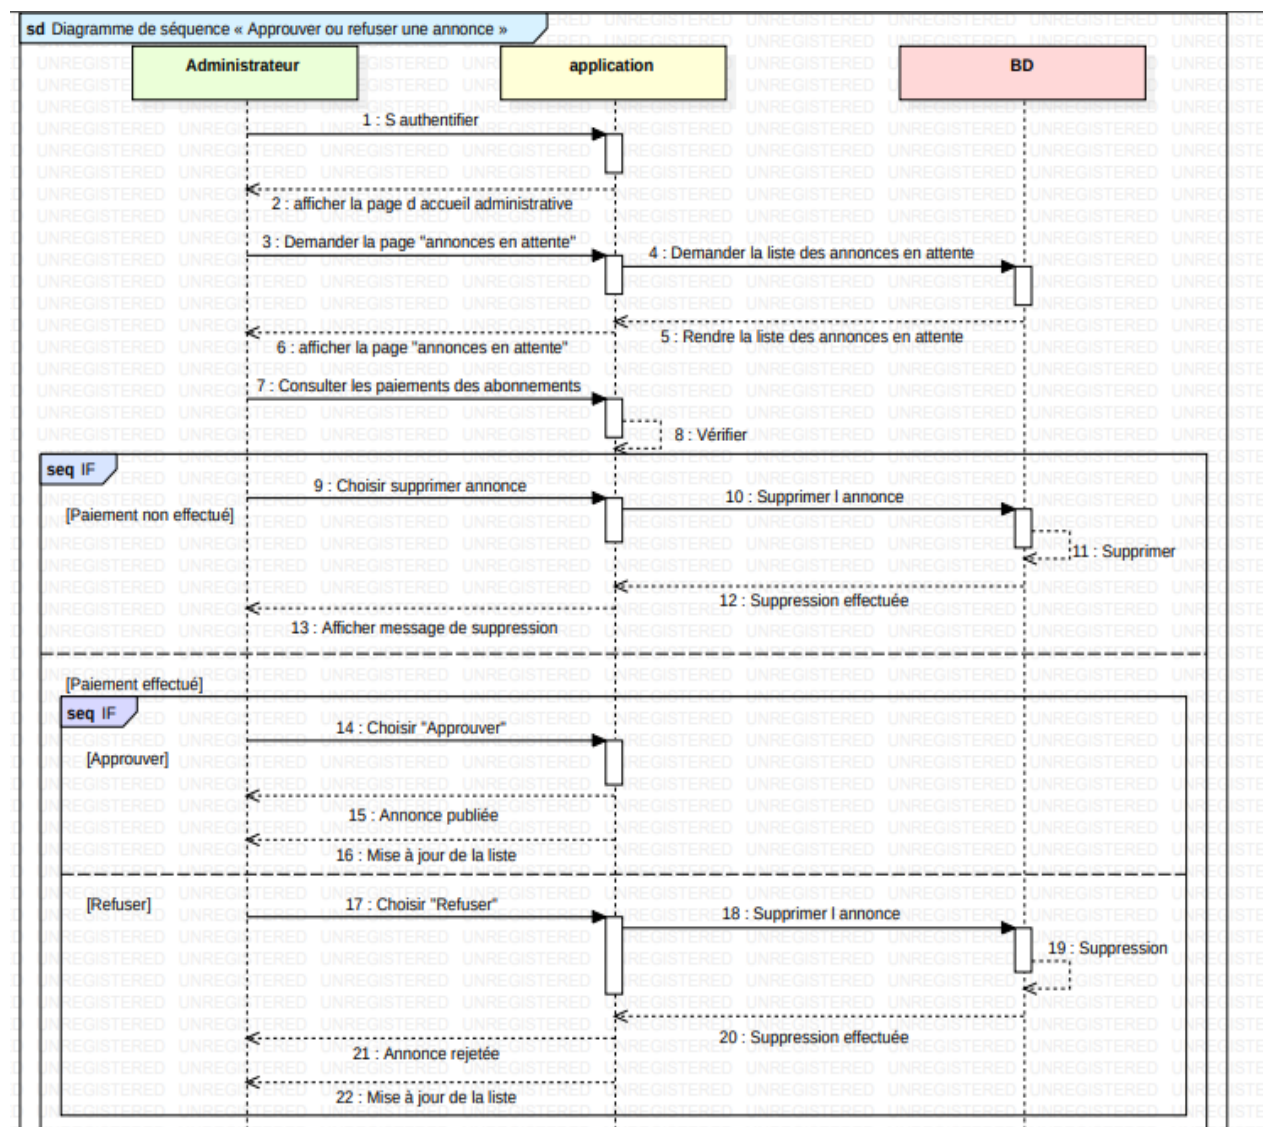 sd Diagramme de séquence « Approuver ou refuser une annonce »
Administrateur
application
BD
1 : S authentifier
2 : afficher la page d accueil administrative
3 : Demander la page "annonces en attente"
4 : Demander la liste des annonces en attente
5 : Rendre la liste des annonces en attente
6 : afficher la page "annonces en attente"
7 : Consulter les paiements des abonnements
8 : Vérifier
seq IF
9 : Choisir supprimer annonce
10 : Supprimer l annonce
[Paiement non effectué]
11 : Supprimer
12 : Suppression effectuée
13 : Afficher message de suppression
[Paiement effectué]
seq IF
14 : Choisir "Approuver"
[Approuver]
15 : Annonce publiée
16 : Mise à jour de la liste
[Refuser]
17 : Choisir "Refuser"
18 : Supprimer l annonce
19 : Suppression
20 : Suppression effectuée
21 : Annonce rejetée
22 : Mise à jour de la liste
UNREGISTERED